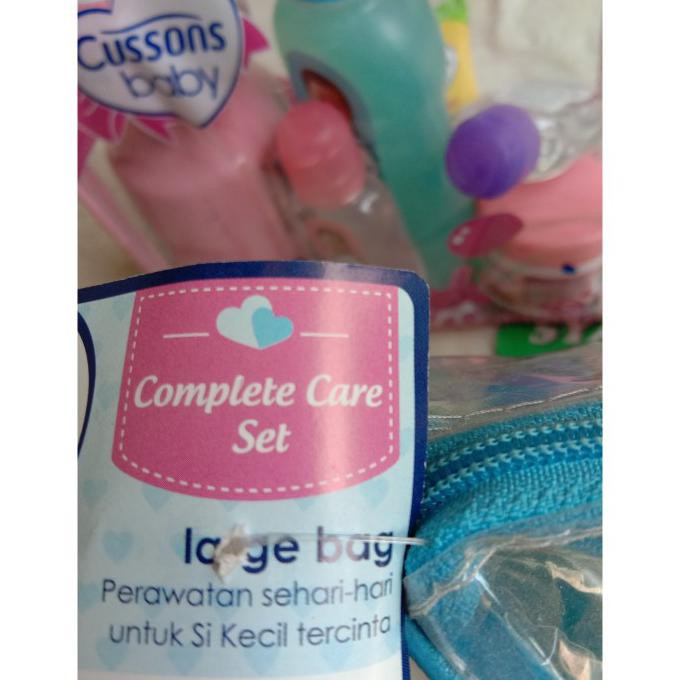 Cussons
baby
Complete Care
Set
large bag
Perawatan sehari-hari
untuk Si Kecil tercinta